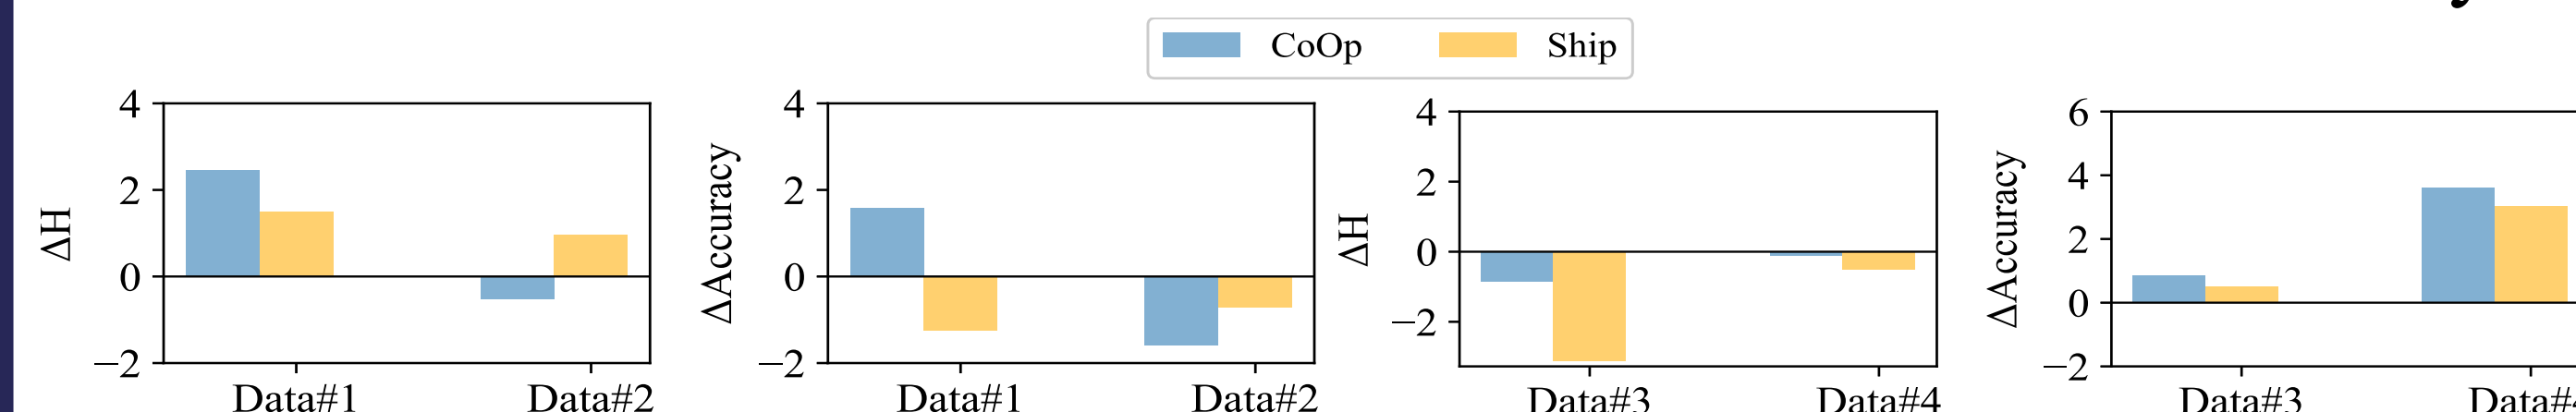 CoOp Ship
4
2
0
−2
ΔH
Data#1 Data#2
4
2
0
−2
ΔAccuracy
Data#1 Data#2
4
2
0
−2
ΔH
Data#3 Data#4
6
4
2
0
−2
ΔAccuracy
Data#3